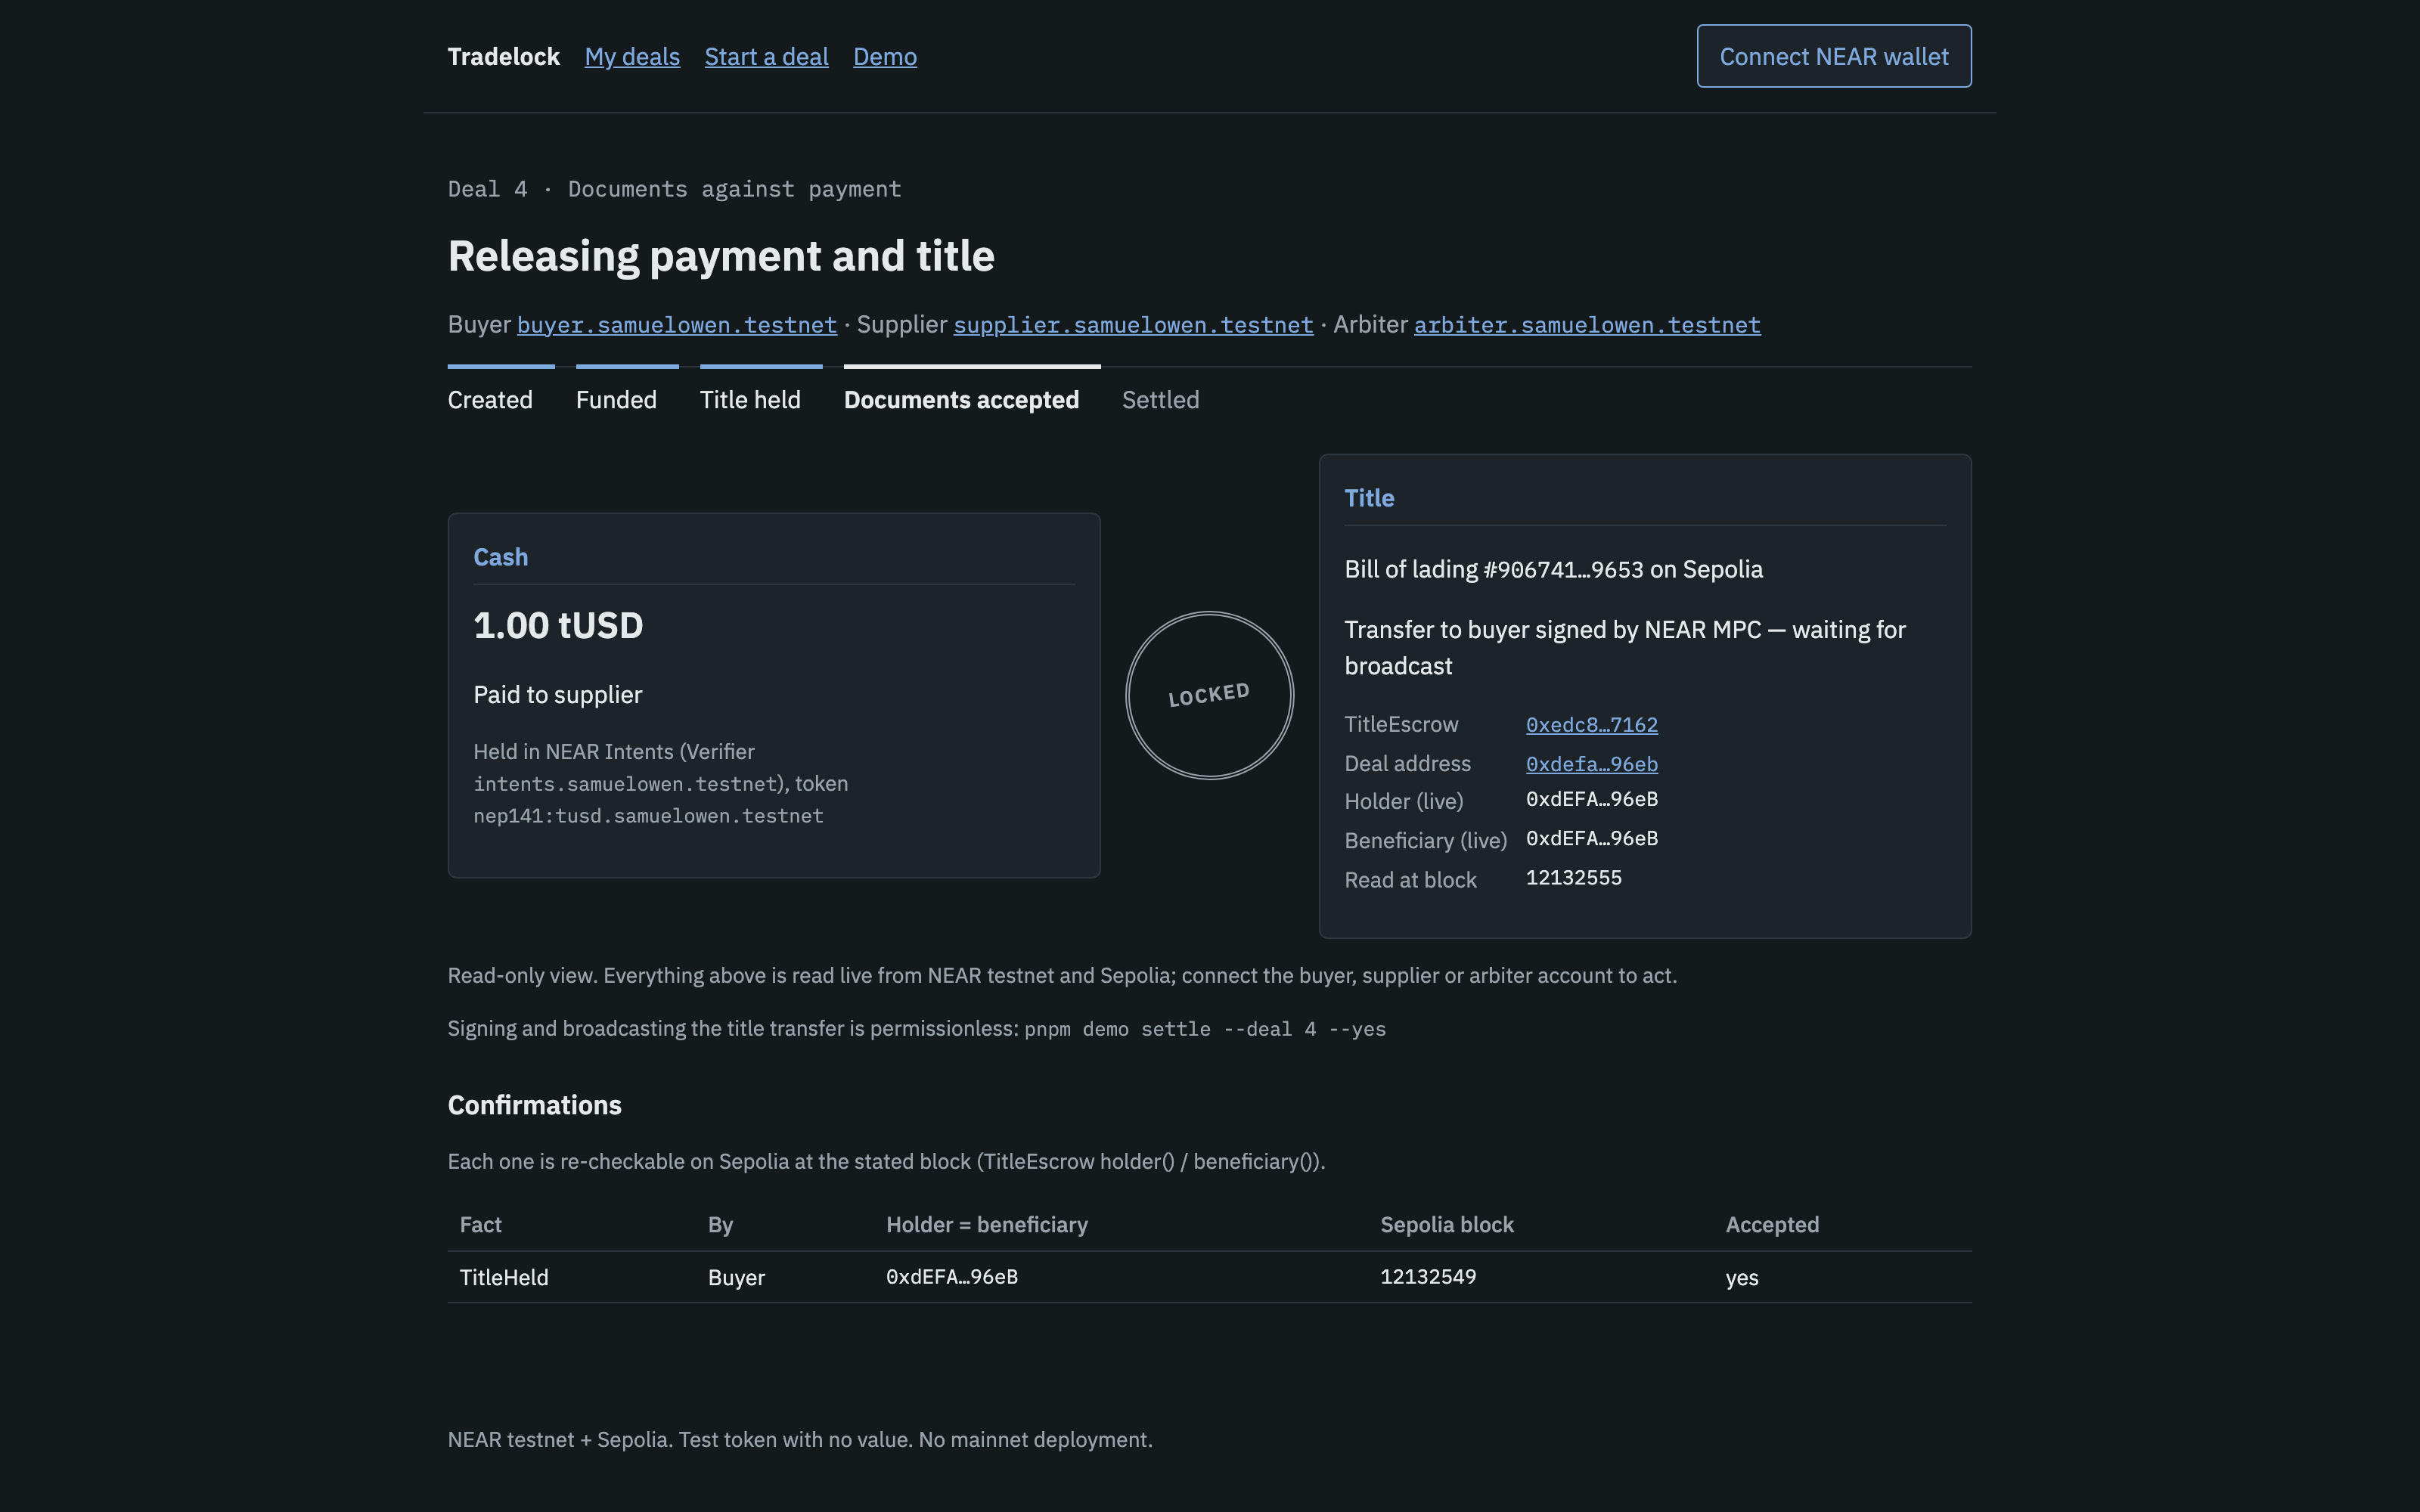 Tradelock My deals Start a deal Demo Connect NEAR wallet
Deal 4 · Documents against payment
Releasing payment and title
Buyer buyer.samuelowen.testnet · Supplier supplier.samuelowen.testnet · Arbiter arbiter.samuelowen.testnet
Created Funded Title held Documents accepted Settled
Cash
1.00 tUSD
Paid to supplier
Held in NEAR Intents (Verifier
intents.samuelowen.testnet), token
nep141:tusd.samuelowen.testnet
LOCKED
Title
Bill of lading #906741…9653 on Sepolia
Transfer to buyer signed by NEAR MPC — waiting for
broadcast
TitleEscrow 0xedc8…7162
Deal address 0xdefa…96eb
Holder (live) 0xdEFA…96eB
Beneficiary (live) 0xdEFA…96eB
Read at block 12132555
Read-only view. Everything above is read live from NEAR testnet and Sepolia; connect the buyer, supplier or arbiter account to act.
Signing and broadcasting the title transfer is permissionless: pnpm demo settle --deal 4 --yes
Confirmations
Each one is re-checkable on Sepolia at the stated block (TitleEscrow holder() / beneficiary()).
Fact By Holder = beneficiary Sepolia block Accepted
TitleHeld Buyer 0xdEFA…96eB 12132549 yes
NEAR testnet + Sepolia. Test token with no value. No mainnet deployment.